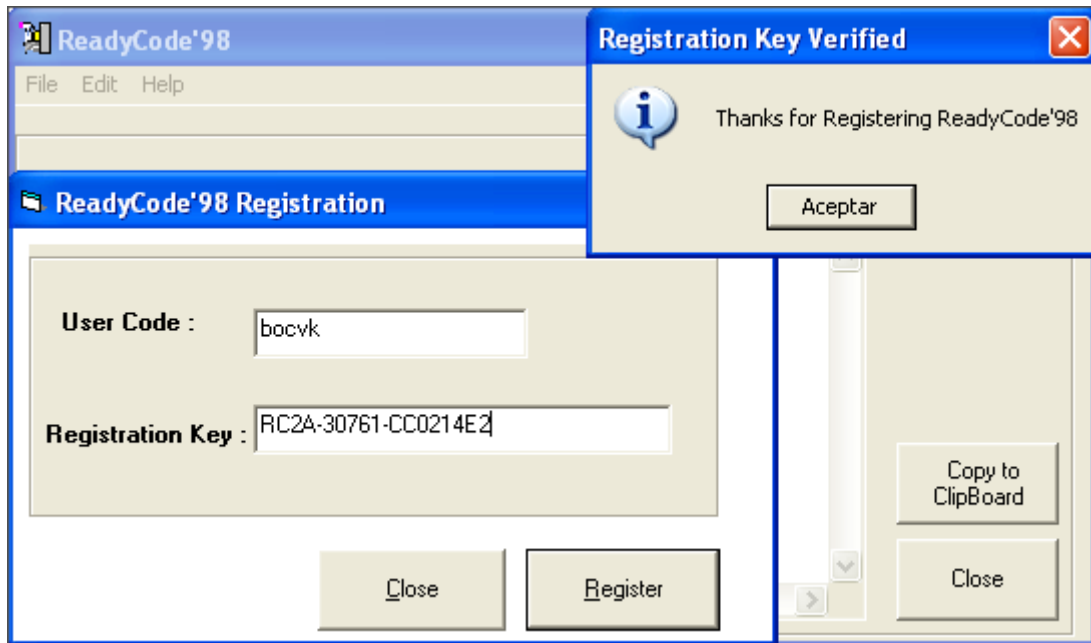 ReadyCode'98
File Edit Help
Registration Key Verified
Thanks for Registering ReadyCode'98
Aceptar
ReadyCode'98 Registration
User Code :
bocvk
Registration Key :
RC2A-30761-CC0214E2
Close
Register
Copy to
ClipBoard
Close